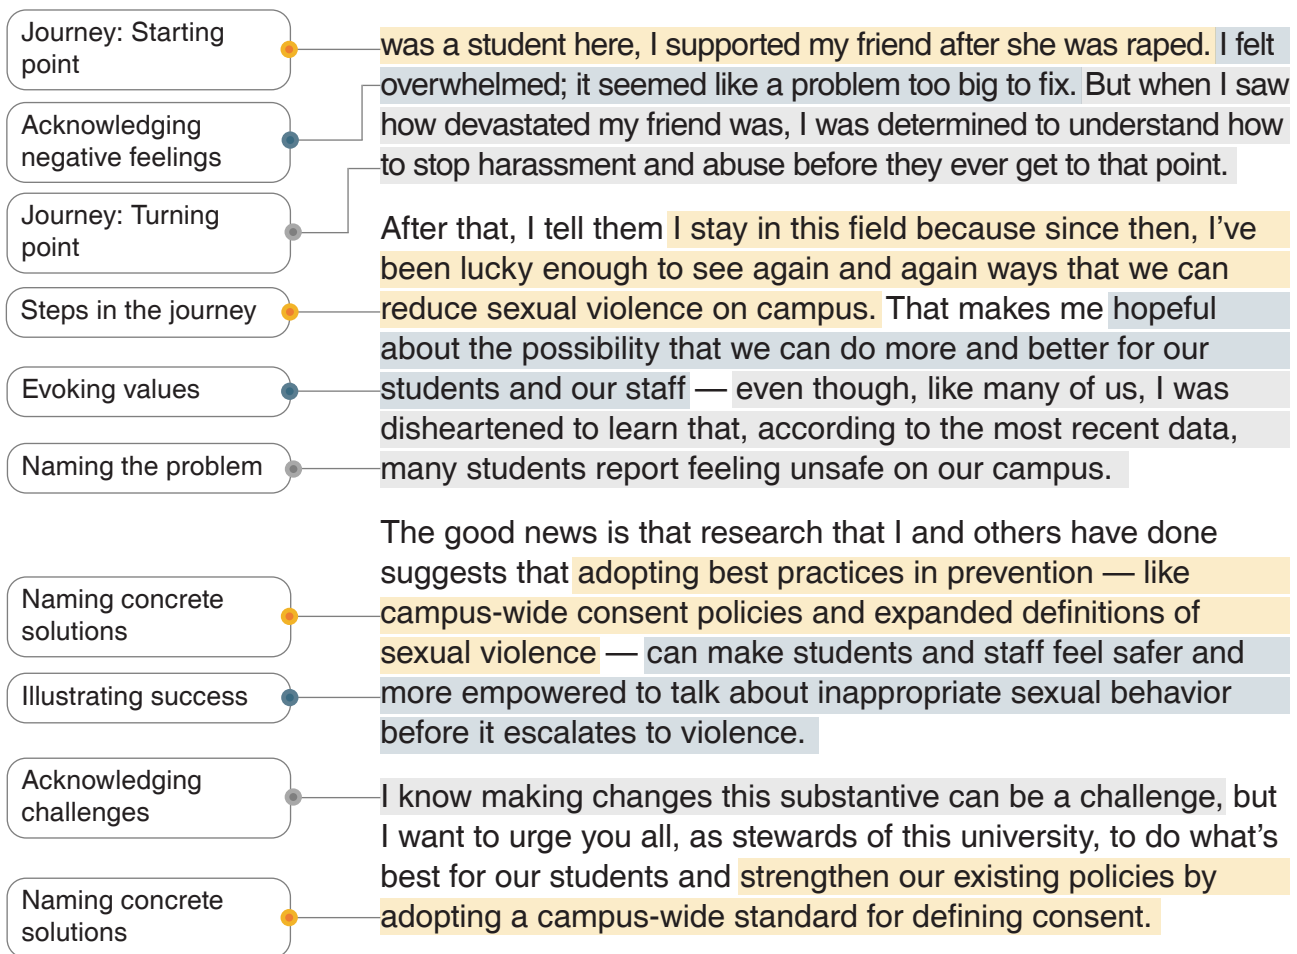 Journey: Starting
point
Acknowledging
negative feelings
Journey: Turning
point
Steps in the journey
Evoking values
Naming the problem
Naming concrete
solutions
Illustrating success
Acknowledging
challenges
Naming concrete
solutions
was a student here, I supported my friend after she was raped. I felt
overwhelmed; it seemed like a problem too big to fix. But when I saw
how devastated my friend was, I was determined to understand how
to stop harassment and abuse before they ever get to that point.
After that, I tell them I stay in this field because since then, I’ve
been lucky enough to see again and again ways that we can
reduce sexual violence on campus. That makes me hopeful
about the possibility that we can do more and better for our
students and our staff — even though, like many of us, I was
disheartened to learn that, according to the most recent data,
many students report feeling unsafe on our campus.
The good news is that research that I and others have done
suggests that adopting best practices in prevention — like
campus-wide consent policies and expanded definitions of
sexual violence — can make students and staff feel safer and
more empowered to talk about inappropriate sexual behavior
before it escalates to violence.
I know making changes this substantive can be a challenge, but
I want to urge you all, as stewards of this university, to do what’s
best for our students and strengthen our existing policies by
adopting a campus-wide standard for defining consent.